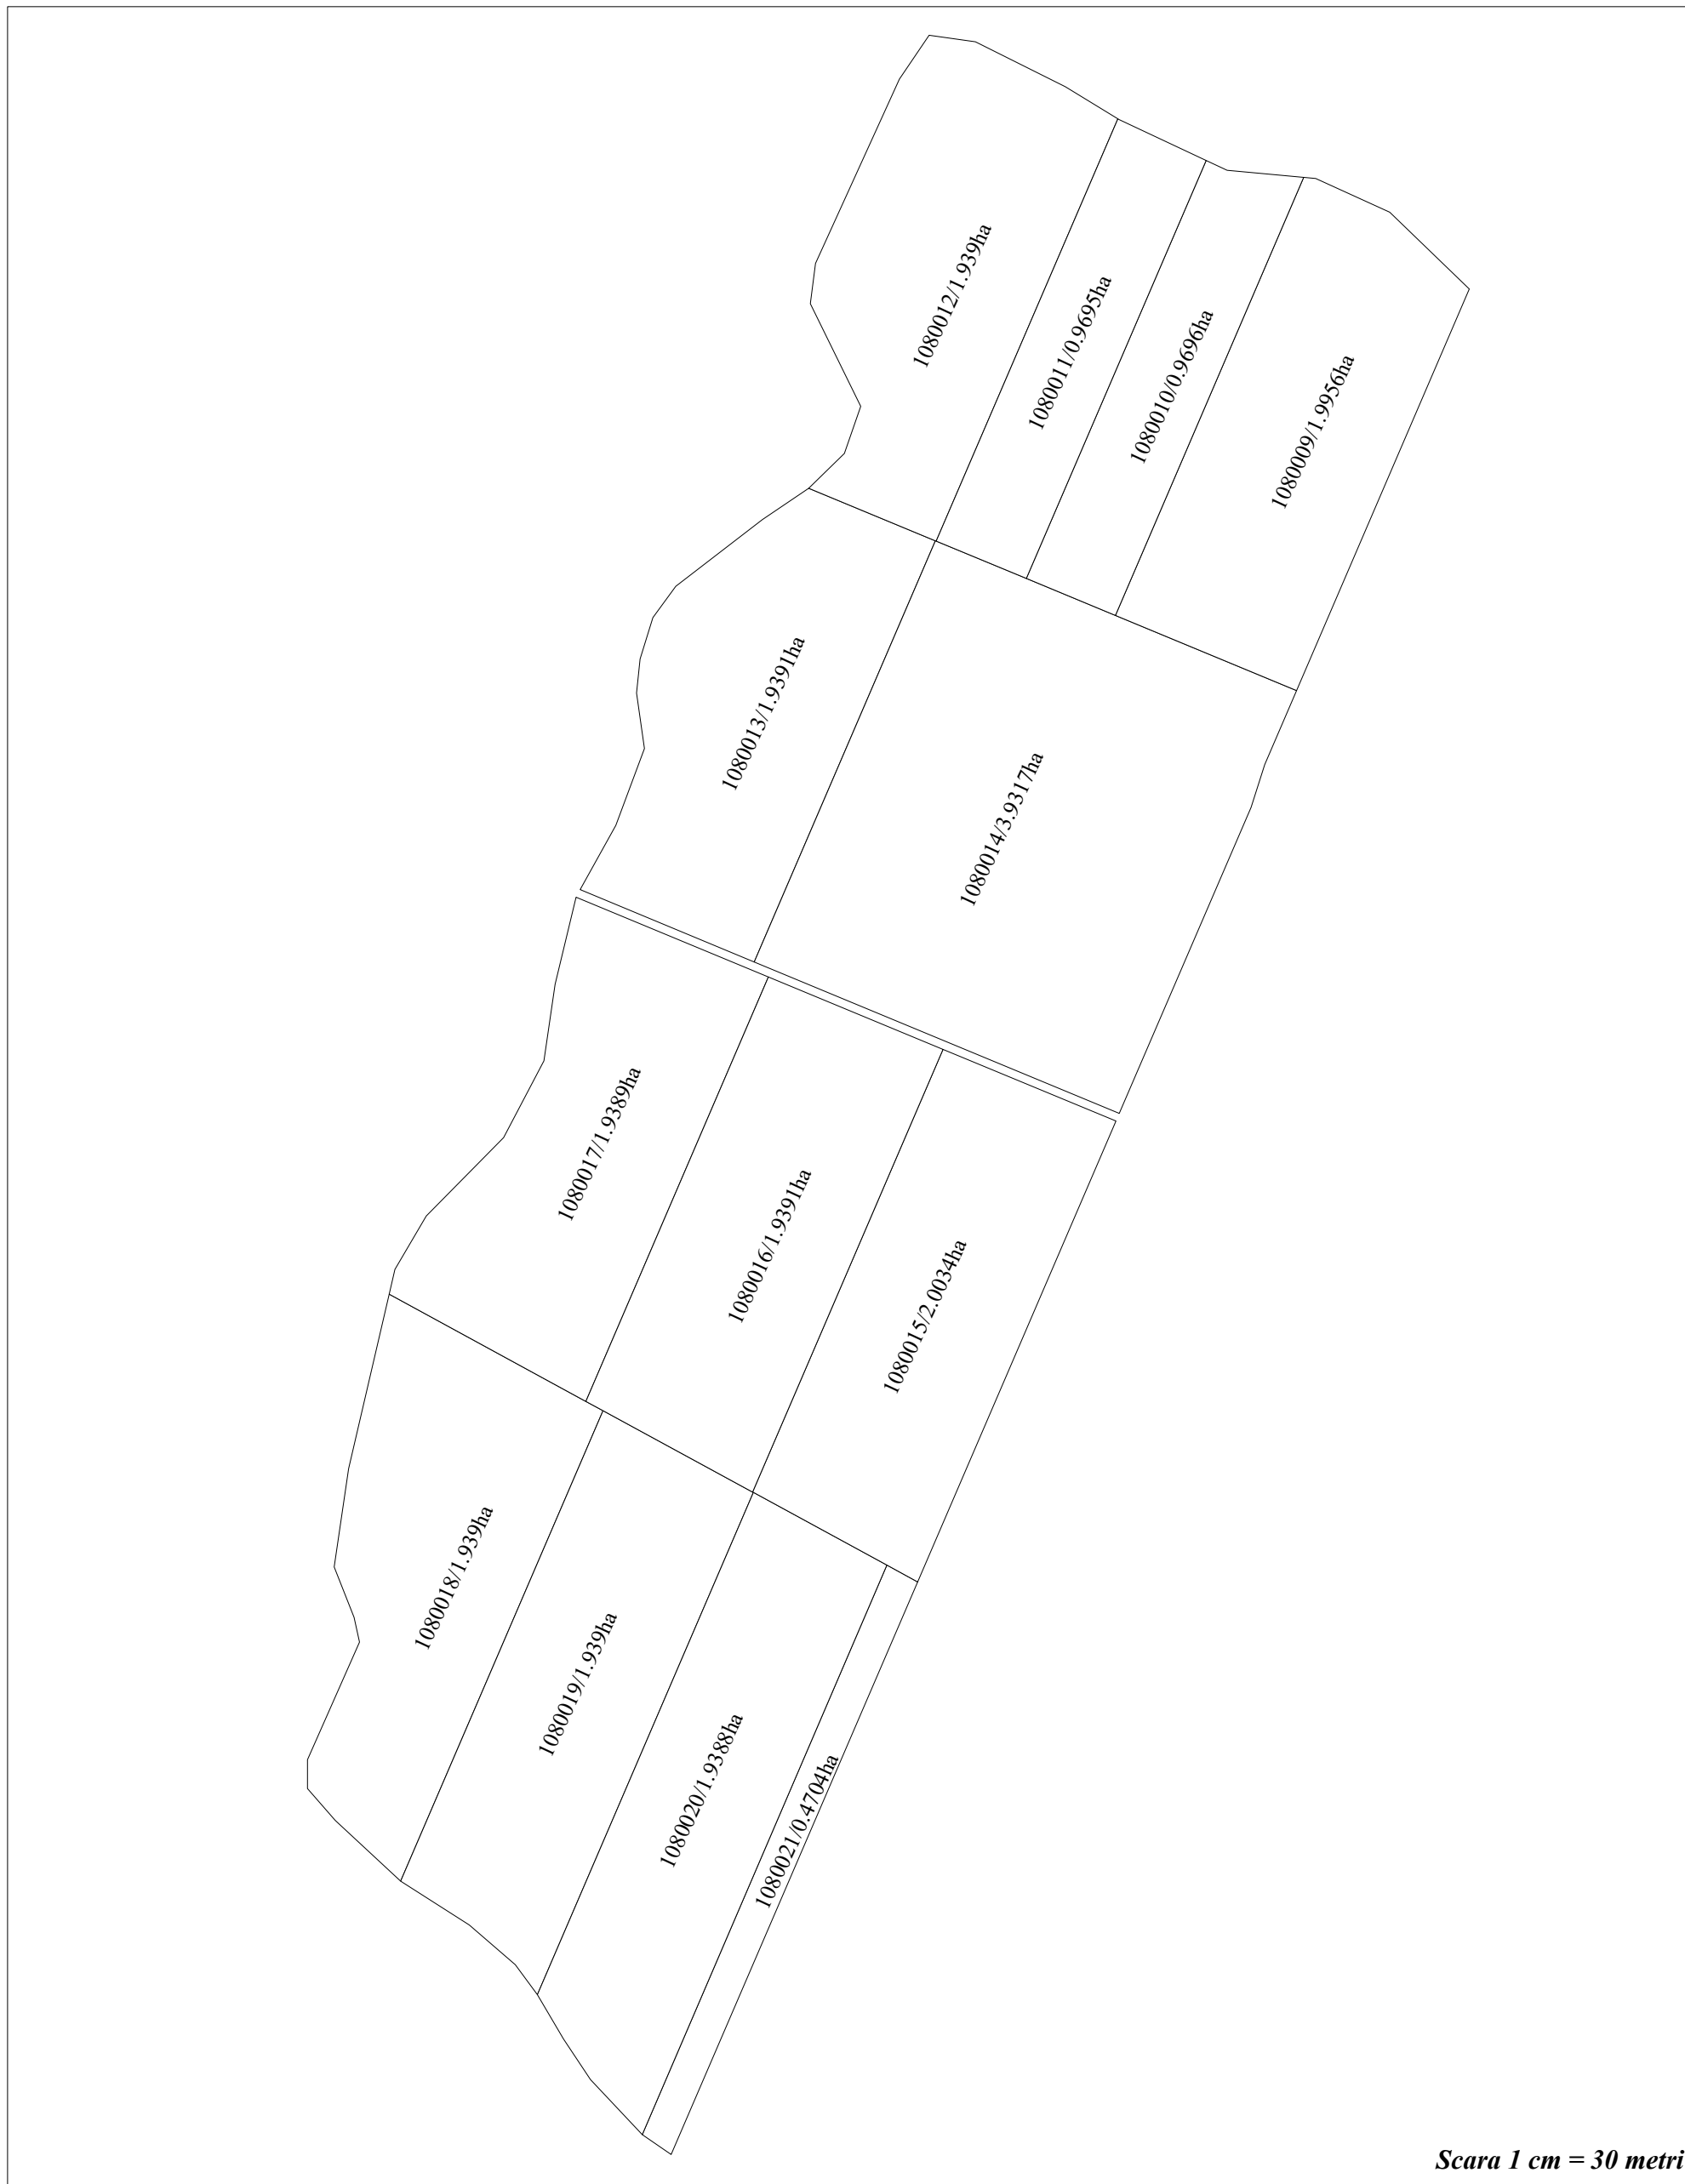 1080012/1.939ha
1080011/0.9695ha
1080010/0.9696ha
1080009/1.9956ha
1080013/1.9391ha
1080014/3.9317ha
1080017/1.9389ha
1080016/1.9391ha
1080015/2.0034ha
1080018/1.939ha
1080019/1.939ha
1080020/1.9388ha
1080021/0.4704ha
Scara 1 cm = 30 metri